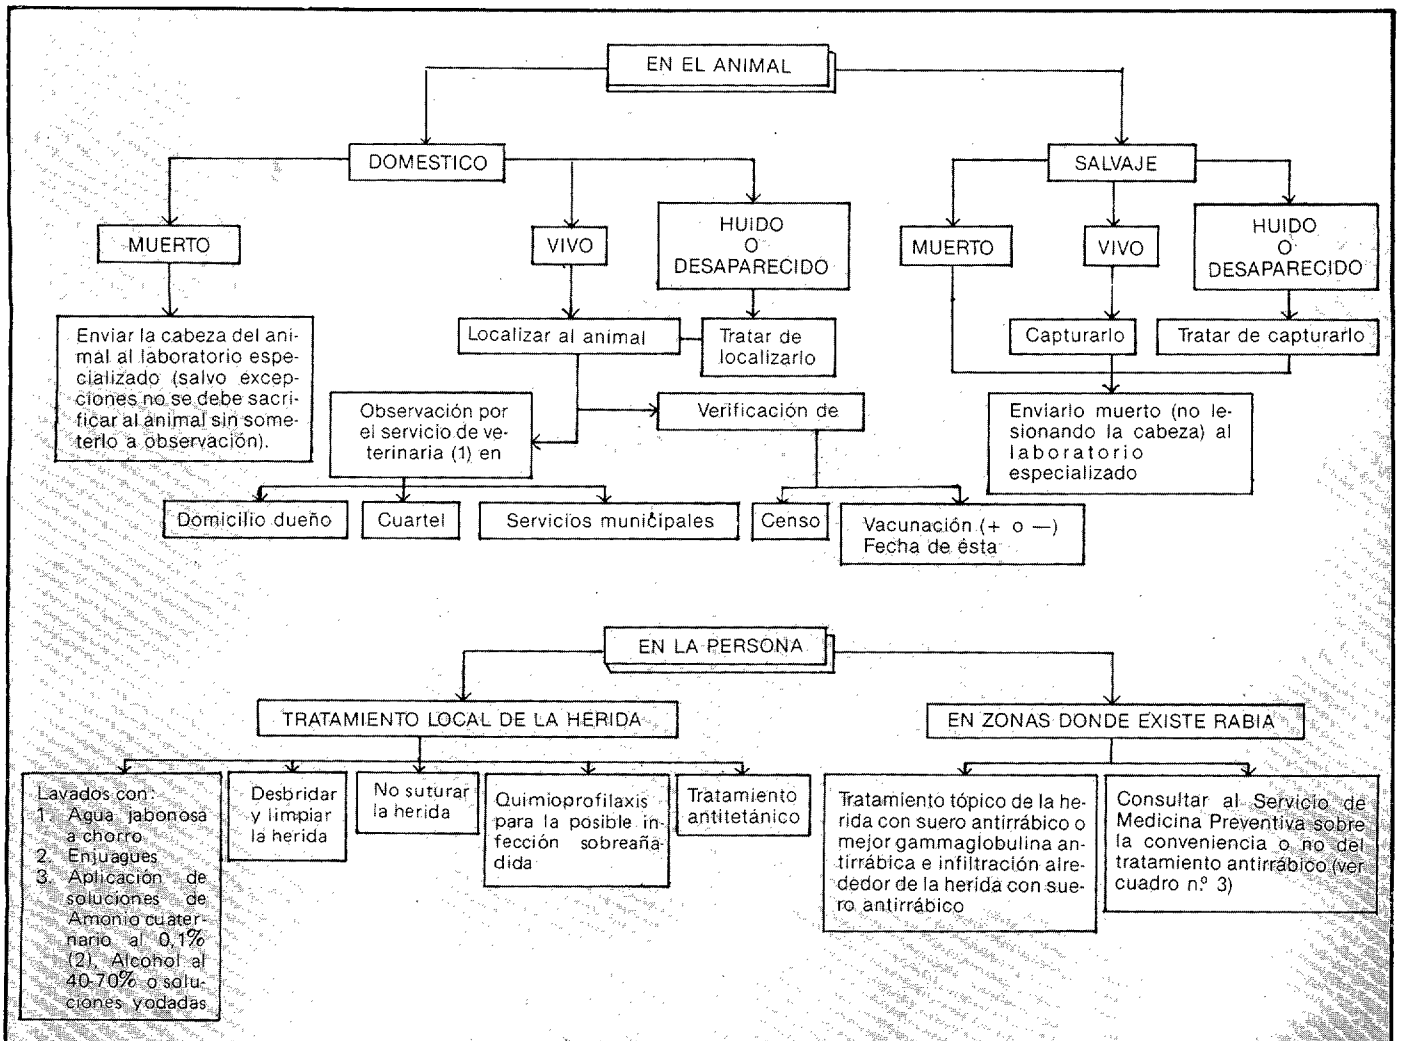 EN EL ANIMAL
DOMESTICO
SALVAJE
MUERTO
VIVO
HUIDO
O
DESAPARECIDO
MUERTO
VIVO
HUIDO
O
DESAPARECIDO
Enviar la cabeza del ani-
mal al laboratorio espe-
cializado (salvo excep-
ciones no se debe sacri-
ficar al animal sin some-
terlo a observación).
Localizar al animal
Tratar de
localizarlo
Capturarlo
Tratar de capturarlo
Observación por
el servicio de ve-
terinaria (1) en
Verificación de
Enviarlo muerto (no le-
sionando la cabeza) al
laboratorio
especializado
Domicilio dueño
Cuartel
Servicios municipales
Censo
Vacunación (+ o —)
Fecha de ésta
EN LA PERSONA
TRATAMIENTO LOCAL DE LA HERIDA
EN ZONAS DONDE EXISTE RABIA
Lavados con:
1. Agua jabonosa
a chorro
2. Enjuagues
3. Aplicación de
soluciones de
Amonio cuater-
nario al 0,1%
(2). Alcohol al
40-70% o solu-
ciones yodadas
Desbridar
y limpiar
la herida
No suturar
la herida
Quimioprofilaxis
para la posible in-
fección sobreaña-
dida
Tratamiento
antitetánico
Tratamiento tópico de la he-
rida con suero antirrábico o
mejor gammaglobulina an-
tirrábica e infiltración alre-
dedor de la herida con sue-
ro antirrábico
Consultar al Servicio de
Medicina Preventiva sobre
la conveniencia o no del
tratamiento antirrábico (ver
cuadro n.º 3)